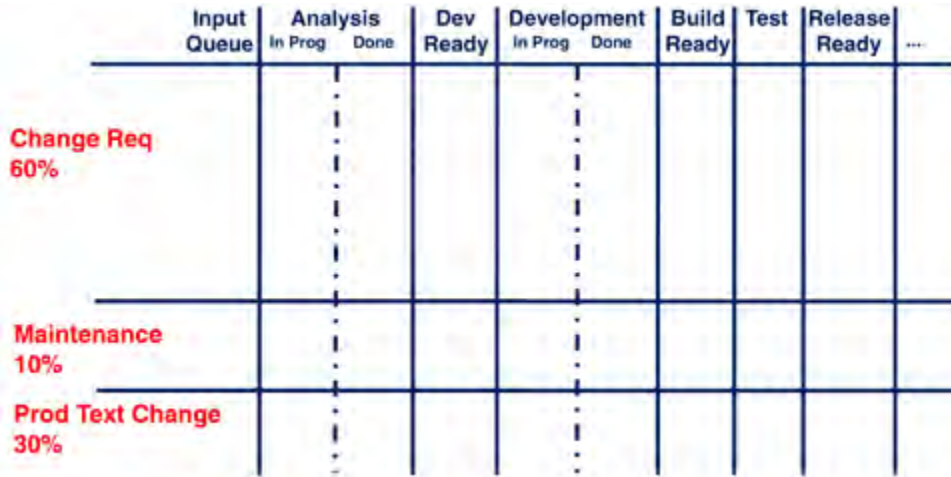 Input Analysis Dev Development Build Test Release
Queue In Prog Done Ready In Prog Done Ready Ready ...
Change Req
60%
Maintenance
10%
Prod Text Change
30%